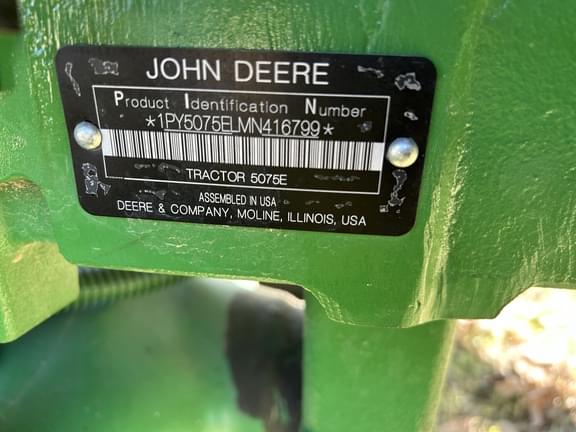 JOHN DEERE
Product Identification Number
*1PY5075ELMN416799*
TRACTOR 5075E
ASSEMBLED IN USA
DEERE & COMPANY, MOLINE, ILLINOIS, USA